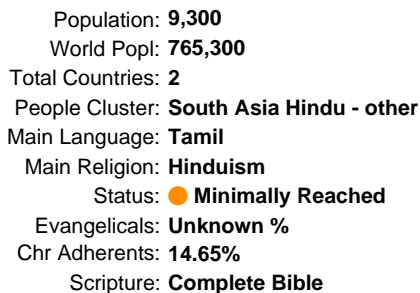 Population: 9,300
World Popl: 765,300
Total Countries: 2
People Cluster: South Asia Hindu - other
Main Language: Tamil
Main Religion: Hinduism
Status: Minimally Reached
Evangelicals: Unknown %
Chr Adherents: 14.65%
Scripture: Complete Bible